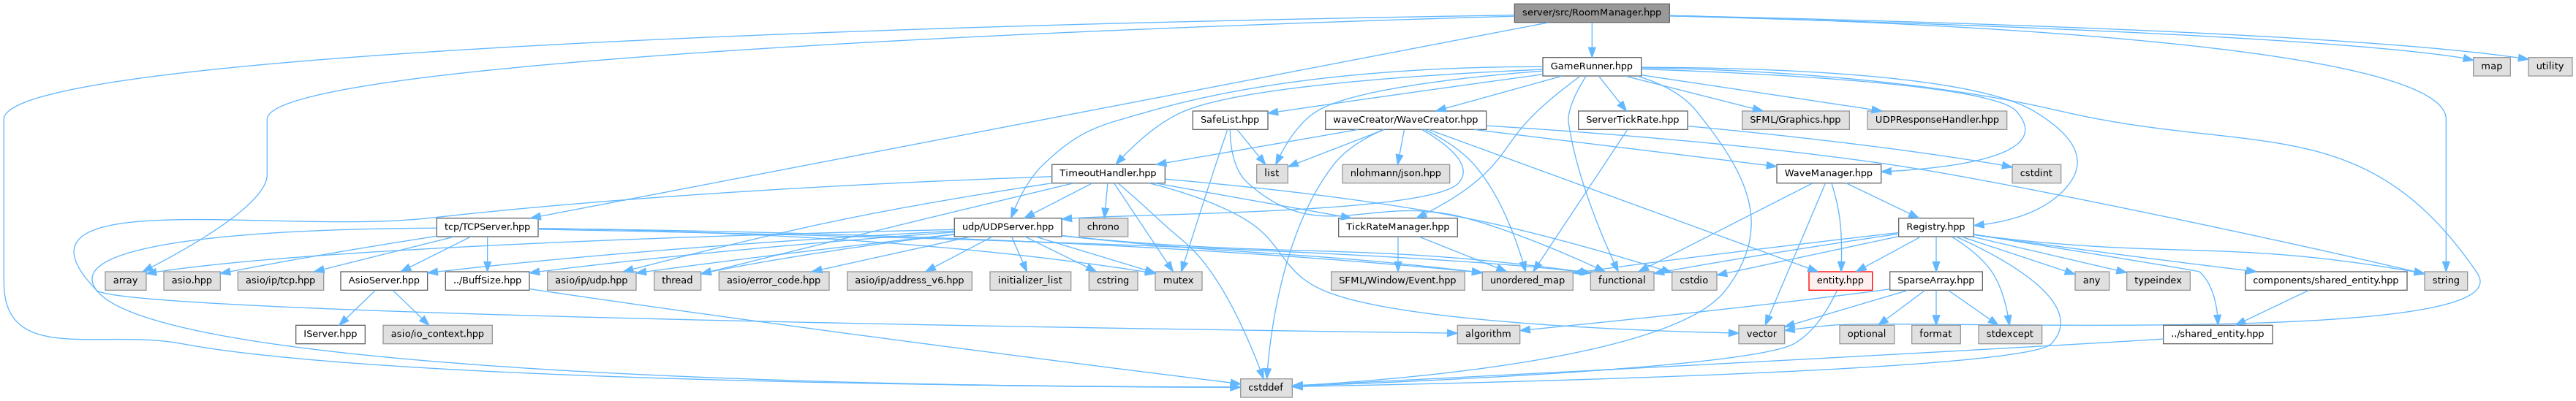 server/src/RoomManager.hpp
GameRunner.hpp
map
utility
SafeList.hpp
waveCreator/WaveCreator.hpp
ServerTickRate.hpp
SFML/Graphics.hpp
UDPResponseHandler.hpp
TimeoutHandler.hpp
list
nlohmann/json.hpp
WaveManager.hpp
cstdint
tcp/TCPServer.hpp
udp/UDPServer.hpp
chrono
TickRateManager.hpp
Registry.hpp
array
asio.hpp
asio/ip/tcp.hpp
AsioServer.hpp
../BuffSize.hpp
asio/ip/udp.hpp
thread
asio/error_code.hpp
asio/ip/address_v6.hpp
initializer_list
cstring
mutex
SFML/Window/Event.hpp
unordered_map
functional
cstdio
entity.hpp
SparseArray.hpp
any
typeindex
components/shared_entity.hpp
string
IServer.hpp
asio/io_context.hpp
algorithm
vector
optional
format
stdexcept
../shared_entity.hpp
cstddef